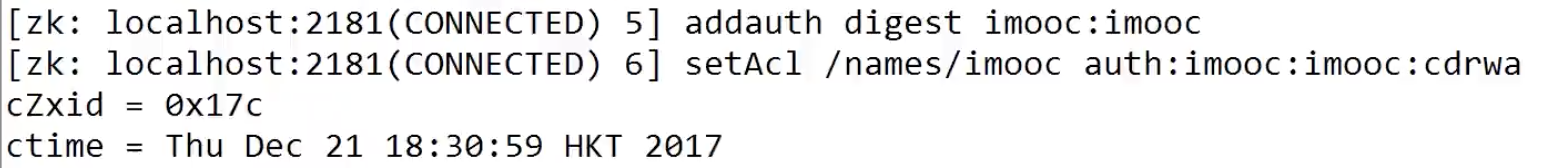 [zk: localhost:2181(CONNECTED) 5] addauth digest imooc:imooc
[zk: localhost:2181(CONNECTED) 6] setAcl /names/imooc auth:imooc:imooc:cdrwa
cZxid = 0x17c
ctime = Thu Dec 21 18:30:59 HKT 2017